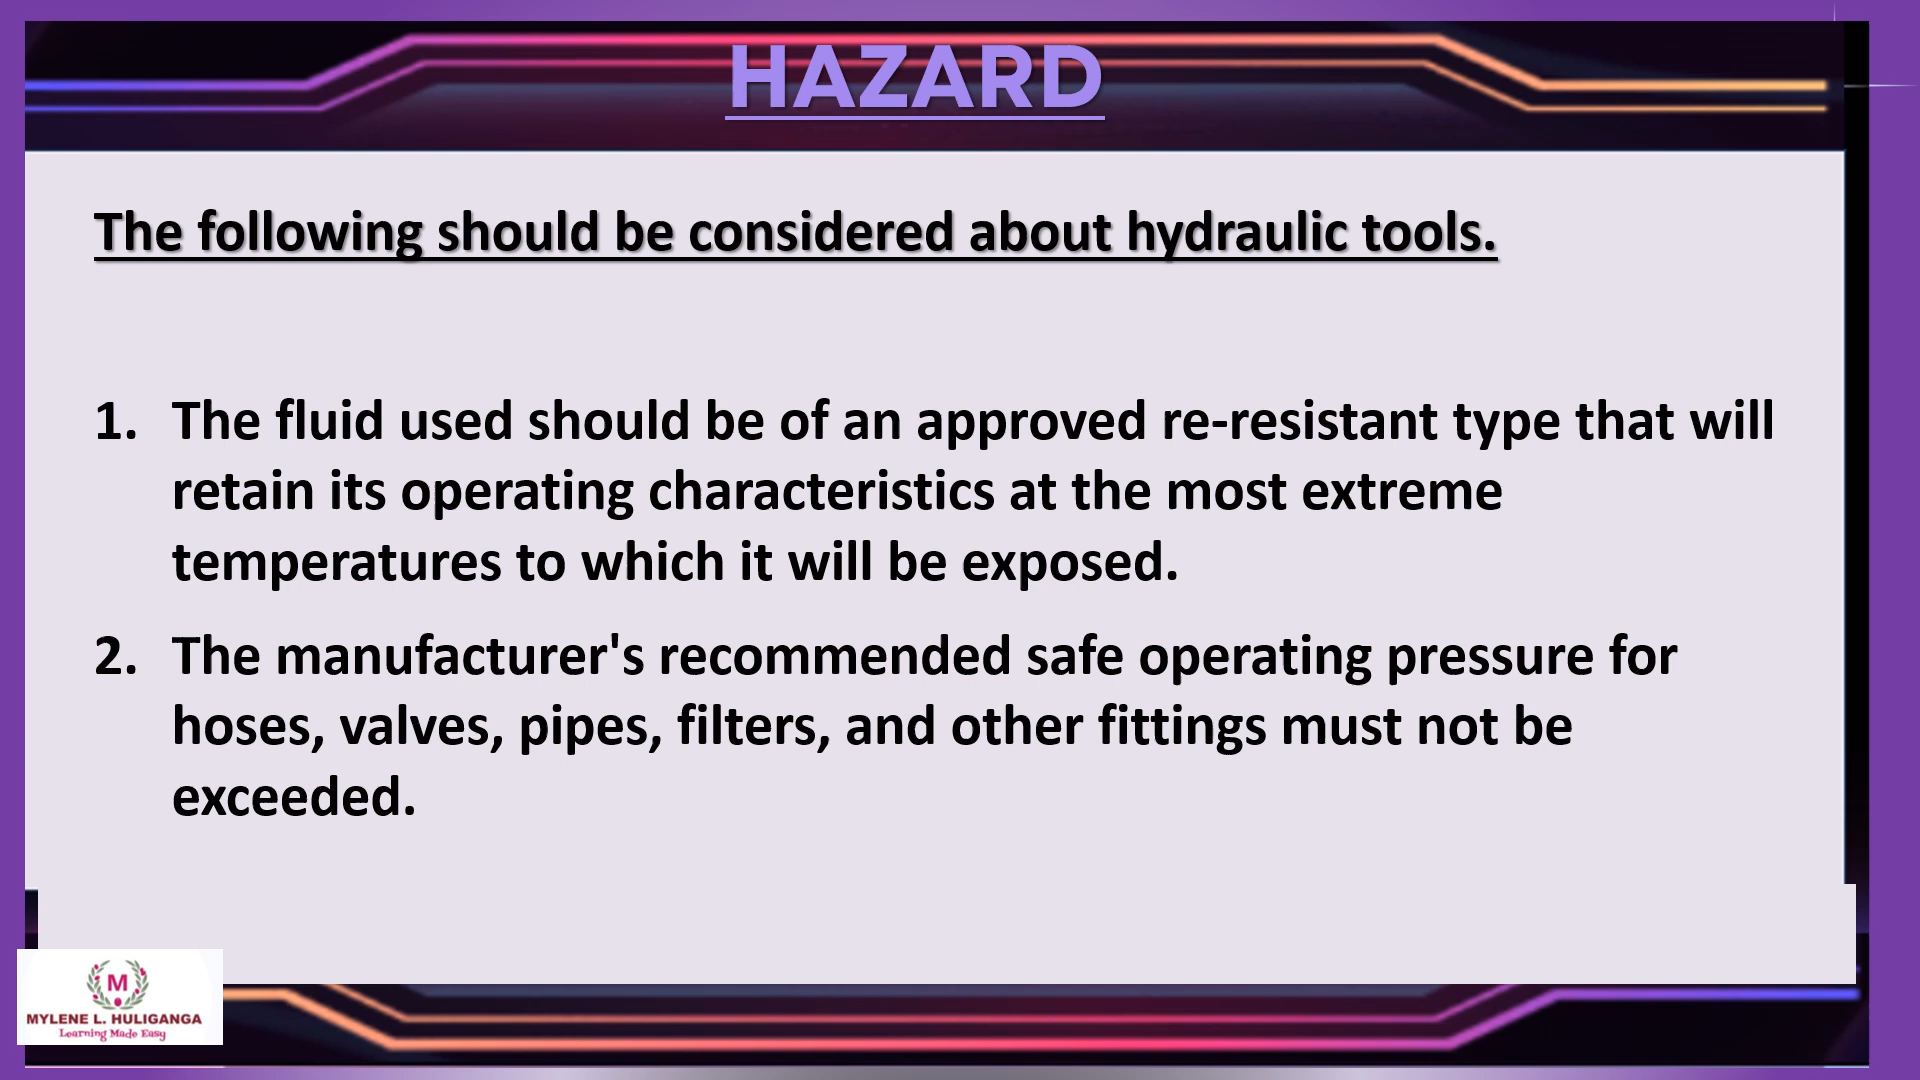 HAZARD
The following should be considered about hydraulic tools.
1. The fluid used should be of an approved re-resistant type that will
retain its operating characteristics at the most extreme
temperatures to which it will be exposed.
2. The manufacturer's recommended safe operating pressure for
hoses, valves, pipes, filters, and other fittings must not be
exceeded.
M
MYLENE L. HULIGANGA
Learning Made Easy